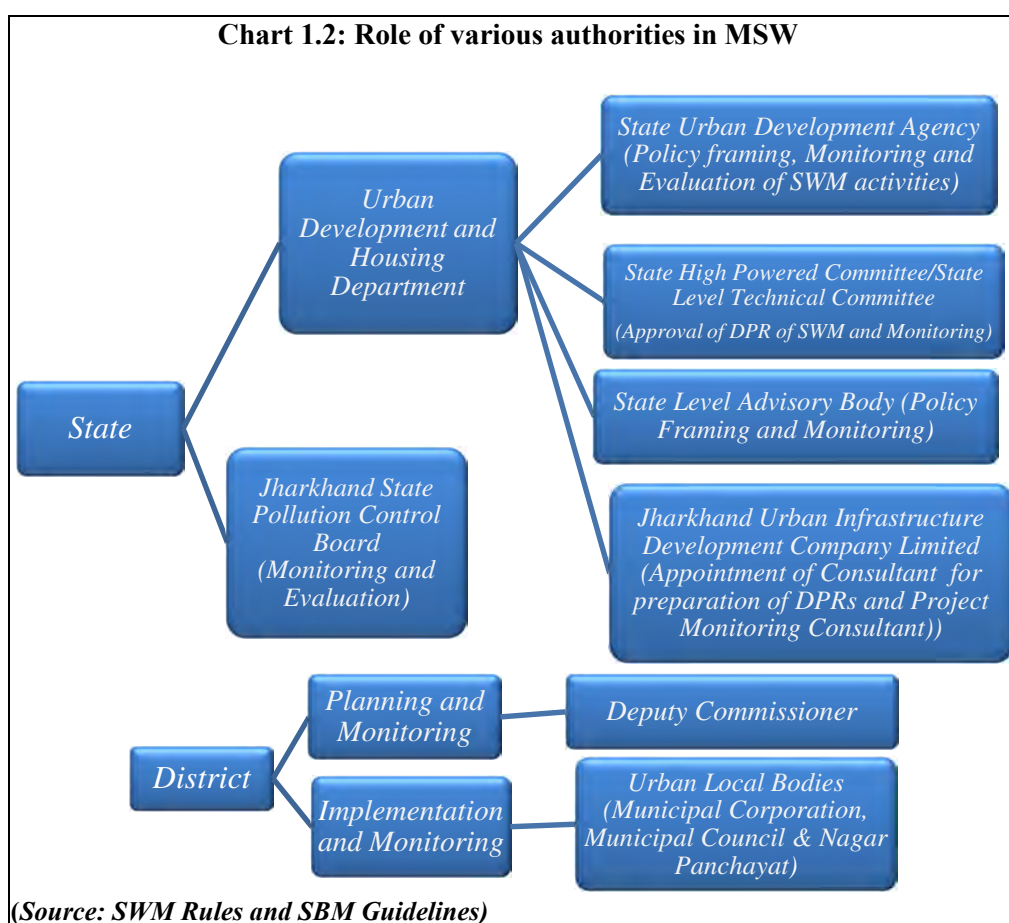 Chart 1.2: Role of various authorities in MSW
State
Urban
Development and
Housing
Department
State Urban Development Agency
(Policy framing, Monitoring and
Evaluation of SWM activities)
State High Powered Committee/State
Level Technical Committee
(Approval of DPR of SWM and Monitoring)
State Level Advisory Body (Policy
Framing and Monitoring)
Jharkhand Urban Infrastructure
Development Company Limited
(Appointment of Consultant for
preparation of DPRs and Project
Monitoring Consultant))
Jharkhand State
Pollution Control
Board
(Monitoring and
Evaluation)
District
Planning and
Monitoring
Deputy Commissioner
Implementation
and Monitoring
Urban Local Bodies
(Municipal Corporation,
Municipal Council & Nagar
Panchayat)
(Source: SWM Rules and SBM Guidelines)